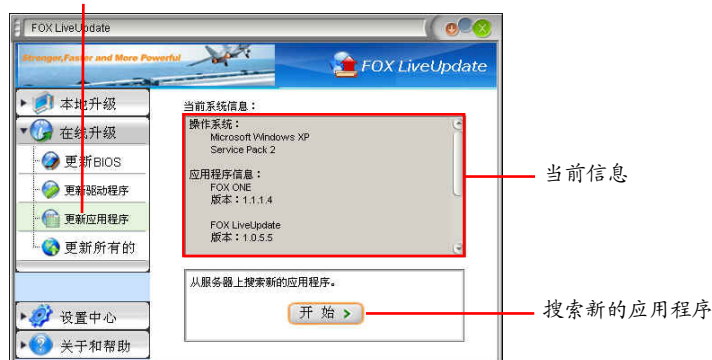 FOX LiveUpdate
Stronger,Faster and More Powerful
FOX LiveUpdate
本地升级
在线升级
更新BIOS
更新驱动程序
更新应用程序
更新所有的
设置中心
关于和帮助
当前系统信息：
操作系统：
Microsoft Windows XP
Service Pack 2
应用程序信息：
FOX ONE
版本：1.1.1.4
FOX LiveUpdate
版本：1.0.5.5
从服务器上搜索新的应用程序。
开 始
当前信息
搜索新的应用程序